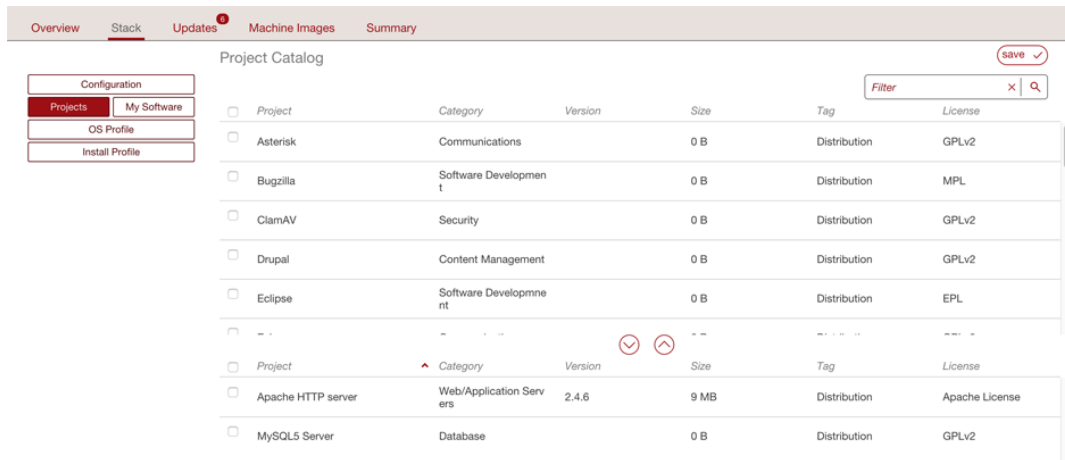 Overview Stack Updates 6 Machine Images Summary
Project Catalog save
Configuration
Projects My Software
OS Profile
Install Profile
Filter
Project Category Version Size Tag License
Asterisk Communications 0 B Distribution GPLv2
Bugzilla Software Developmen
t 0 B Distribution MPL
ClamAV Security 0 B Distribution GPLv2
Drupal Content Management 0 B Distribution GPLv2
Eclipse Software Developmne
nt 0 B Distribution EPL
Project Category Version Size Tag License
Apache HTTP server Web/Application Serv
ers 2.4.6 9 MB Distribution Apache License
MySQL5 Server Database 0 B Distribution GPLv2